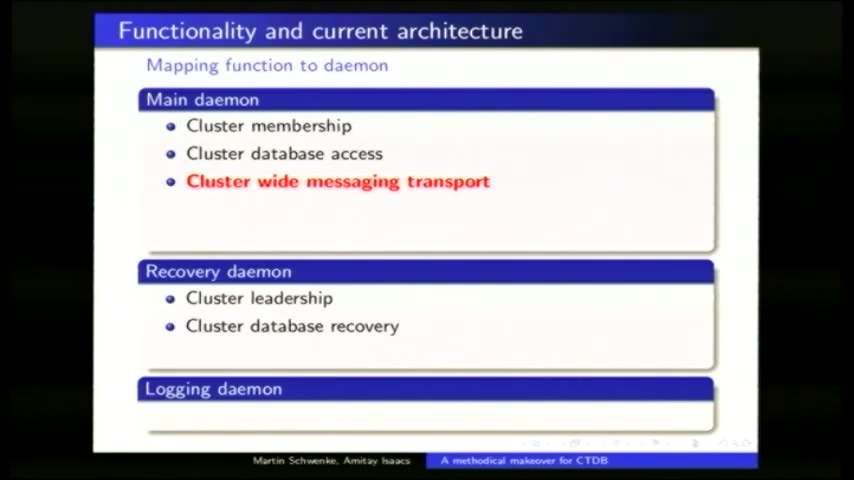 Functionality and current architecture
Mapping function to daemon
Main daemon
Cluster membership
Cluster database access
Cluster wide messaging transport
Recovery daemon
Cluster leadership
Cluster database recovery
Logging daemon
Martin Schwenke, Amitay Isaacs
A methodical makeover for CTDB